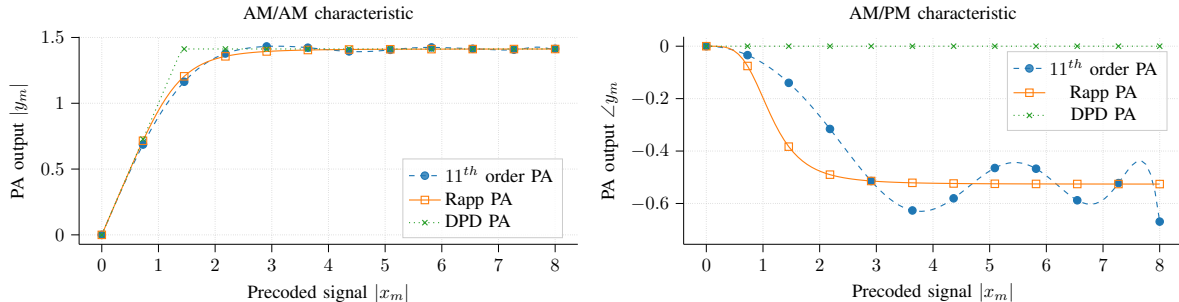 AM/AM characteristic
1.5
1
0.5
0
PA output |y_m|
11^{th} order PA
Rapp PA
DPD PA
0 1 2 3 4 5 6 7 8
Precoded signal |x_m|
AM/PM characteristic
0
−0.2
−0.4
−0.6
PA output ∠y_m
11^{th} order PA
Rapp PA
DPD PA
0 1 2 3 4 5 6 7 8
Precoded signal |x_m|